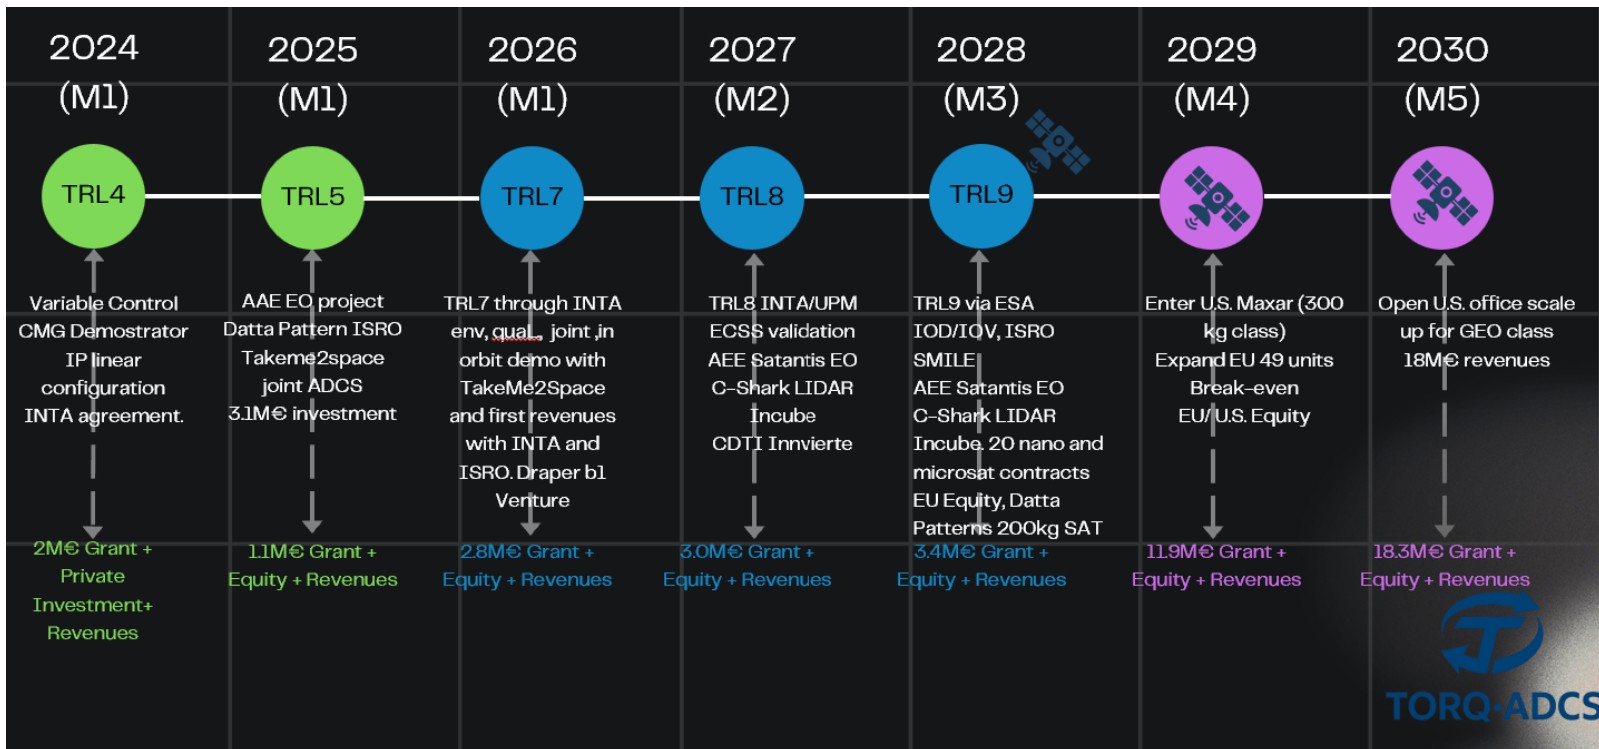 2024
(M1)
TRL4
Variable Control
CMG Demostrator
IP linear
configuration
INTA agreement.
2M€ Grant +
Private
Investment+
Revenues
2025
(M1)
TRL5
AAE EO project
Datta Pattern ISRO
Takeme2space
joint ADCS
3.1M€ investment
1.1M€ Grant +
Equity + Revenues
2026
(M1)
TRL7
TRL7 through INTA
env, qual., joint ,in
orbit demo with
TakeMe2Space
and first revenues
with INTA and
ISRO. Draper b1
Venture
2.8M€ Grant +
Equity + Revenues
2027
(M2)
TRL8
TRL8 INTA/UPM
ECSS validation
AEE Satantis EO
C-Shark LIDAR
Incube
CDTI Innvierte
3.0M€ Grant +
Equity + Revenues
2028
(M3)
TRL9
TRL9 via ESA
IOD/IOV, ISRO
SMILE
AEE Satantis EO
C-Shark LIDAR
Incube. 20 nano and
microsat contracts
EU Equity, Datta
Patterns 200kg SAT
3.4M€ Grant +
Equity + Revenues
2029
(M4)
Enter U.S. Maxar (300
kg class)
Expand EU 49 units
Break-even
EU/ U.S. Equity
11.9M€ Grant +
Equity + Revenues
2030
(M5)
Open U.S. office scale
up for GEO class
18M€ revenues
18.3M€ Grant +
Equity + Revenues
TORQ-ADCS